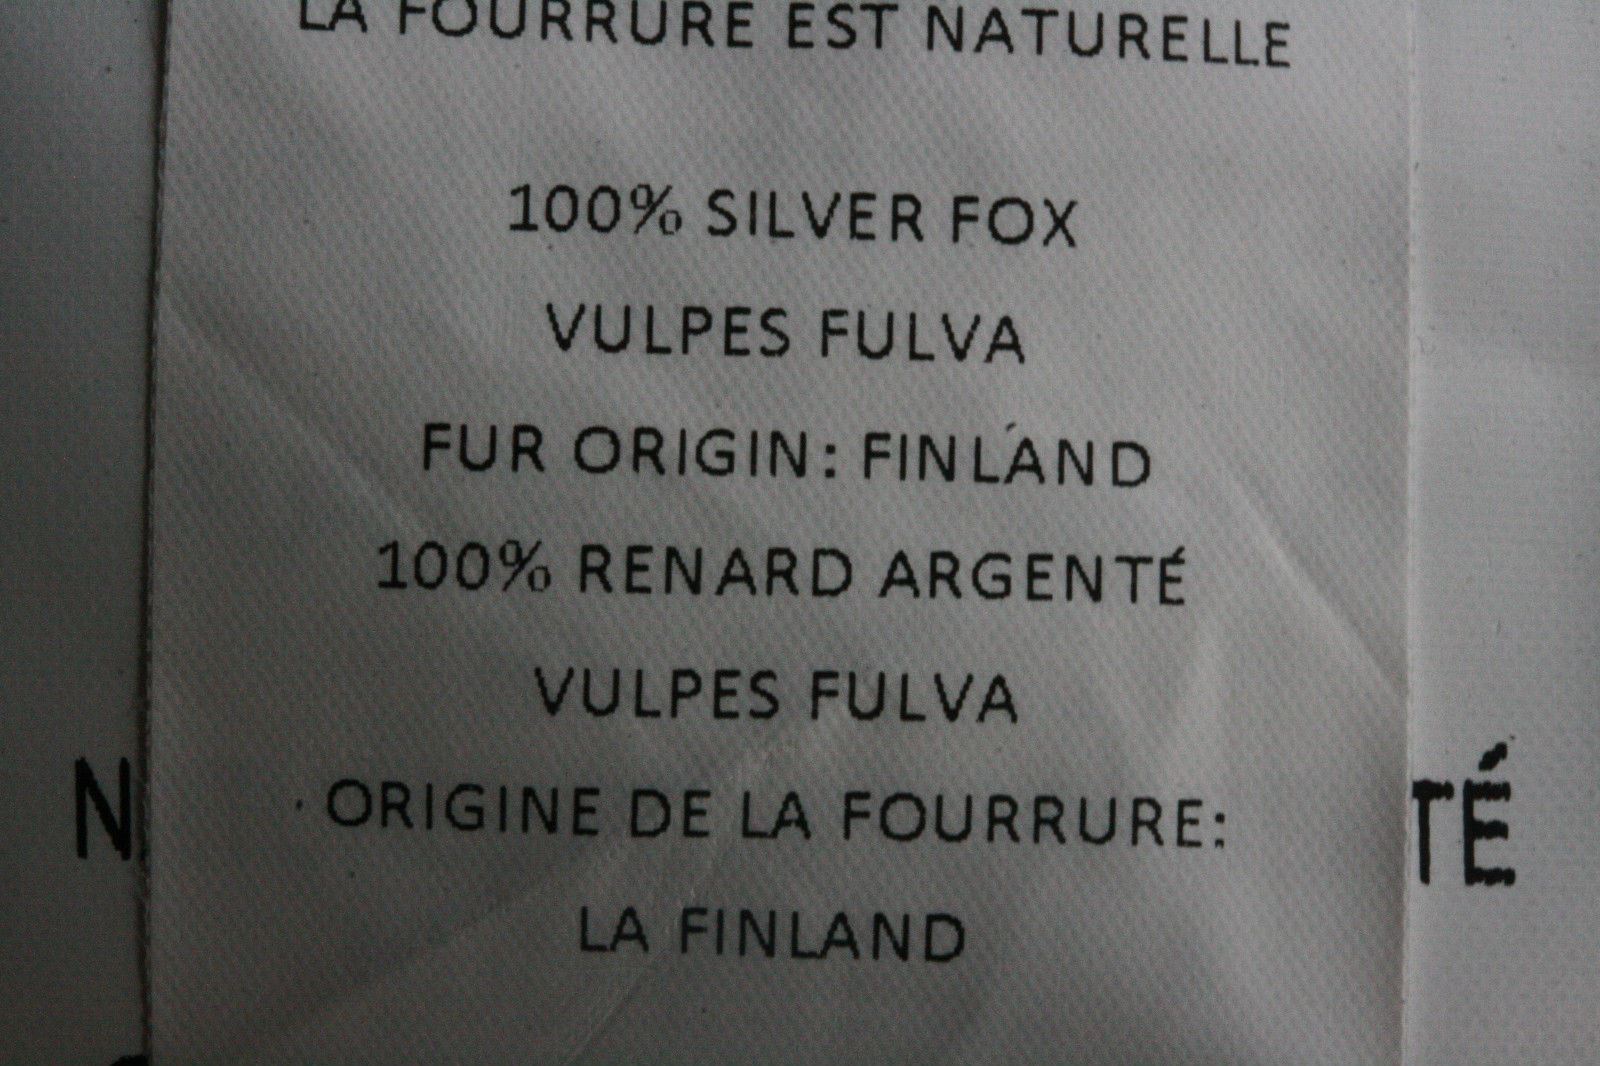 LA FOURRURE EST NATURELLE
100% SILVER FOX
VULPES FULVA
FUR ORIGIN: FINLAND
100% RENARD ARGENTÉ
VULPES FULVA
ORIGINE DE LA FOURRURE:
LA FINLAND